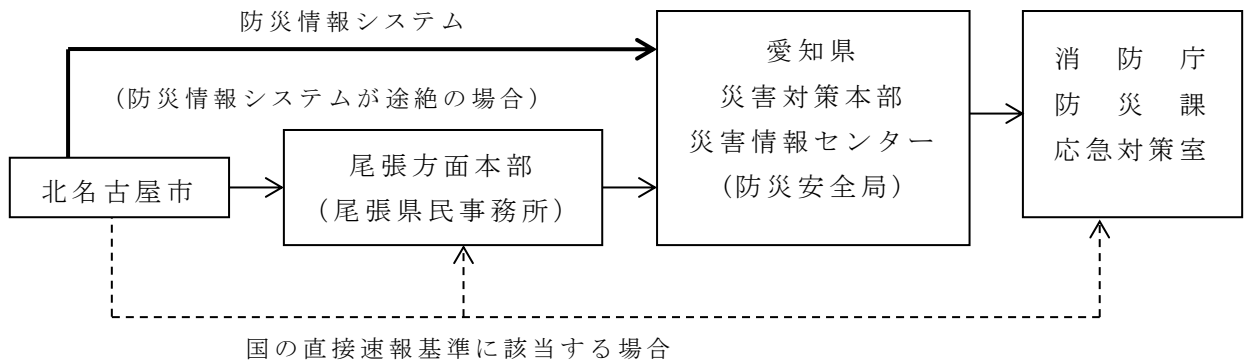 防災情報システム
(防災情報システムが途絶の場合)
北名古屋市
尾張方面本部
(尾張県民事務所)
愛知県
災害対策本部
災害情報センター
(防災安全局)
消防庁
防災課
応急対策室
国の直接速報基準に該当する場合